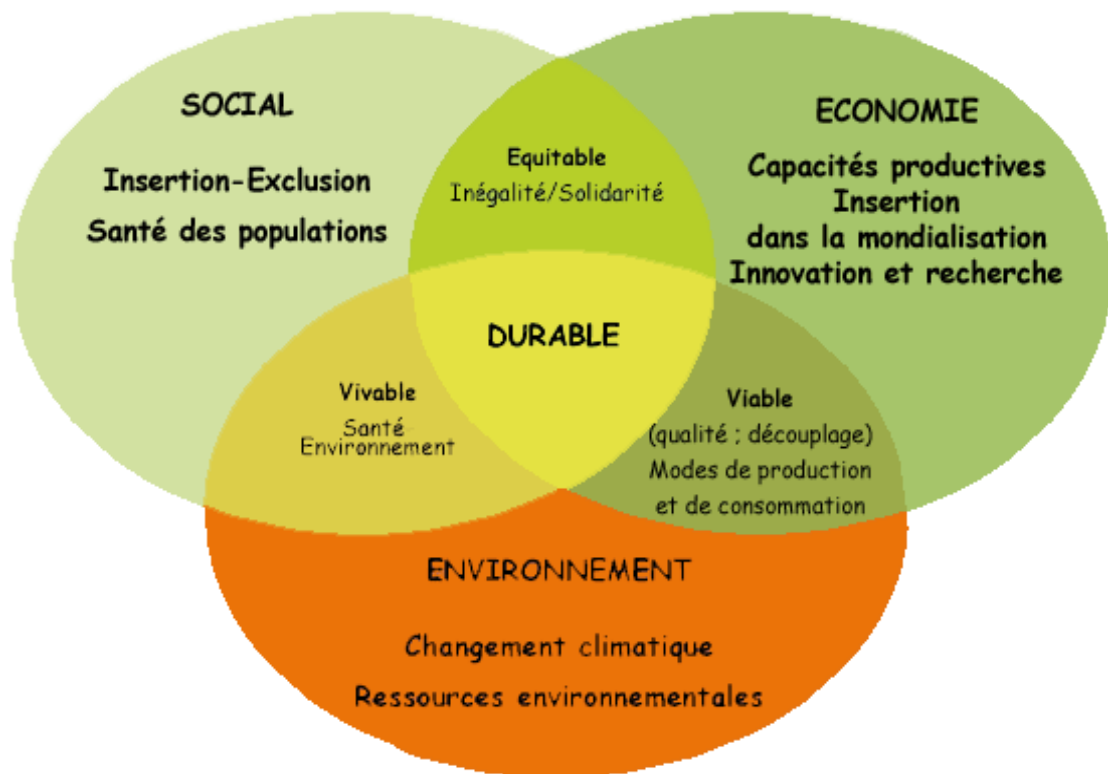 SOCIAL
Insertion-Exclusion
Santé des populations
Equitable
Inégalité/Solidarité
ECONOMIE
Capacités productives
Insertion
dans la mondialisation
Innovation et recherche
DURABLE
Vivable
Santé-
Environnement
Viable
(qualité ; découplage)
Modes de production
et de consommation
ENVIRONNEMENT
Changement climatique
Ressources environnementales